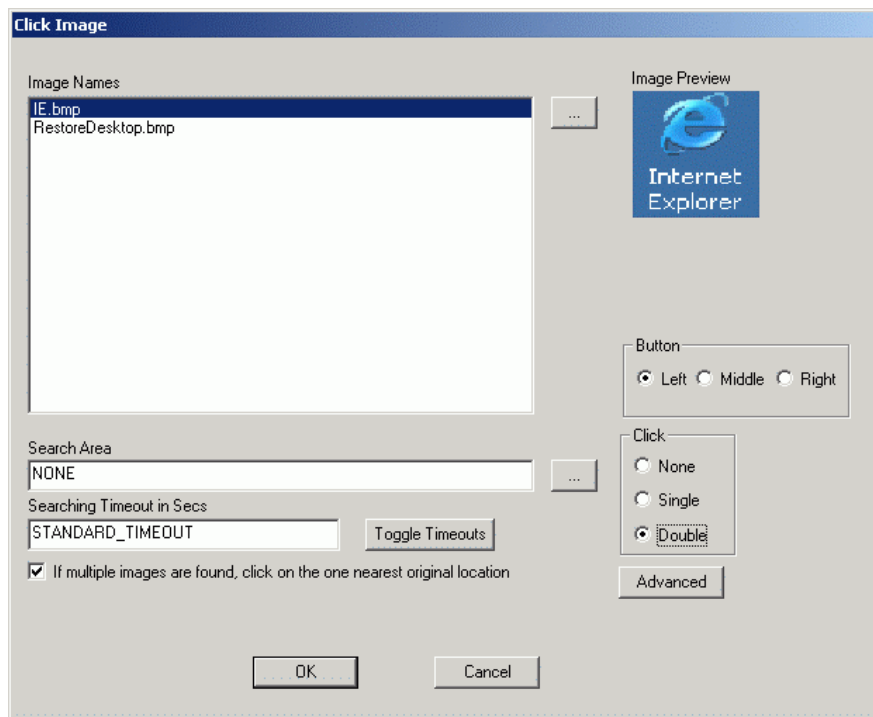 Click Image
Image Names
IE.bmp
RestoreDesktop.bmp
...
Image Preview
Internet
Explorer
Button
Left
Middle
Right
Search Area
NONE
...
Click
None
Single
Double
Searching Timeout in Secs
STANDARD_TIMEOUT
Toggle Timeouts
If multiple images are found, click on the one nearest original location
Advanced
OK
Cancel